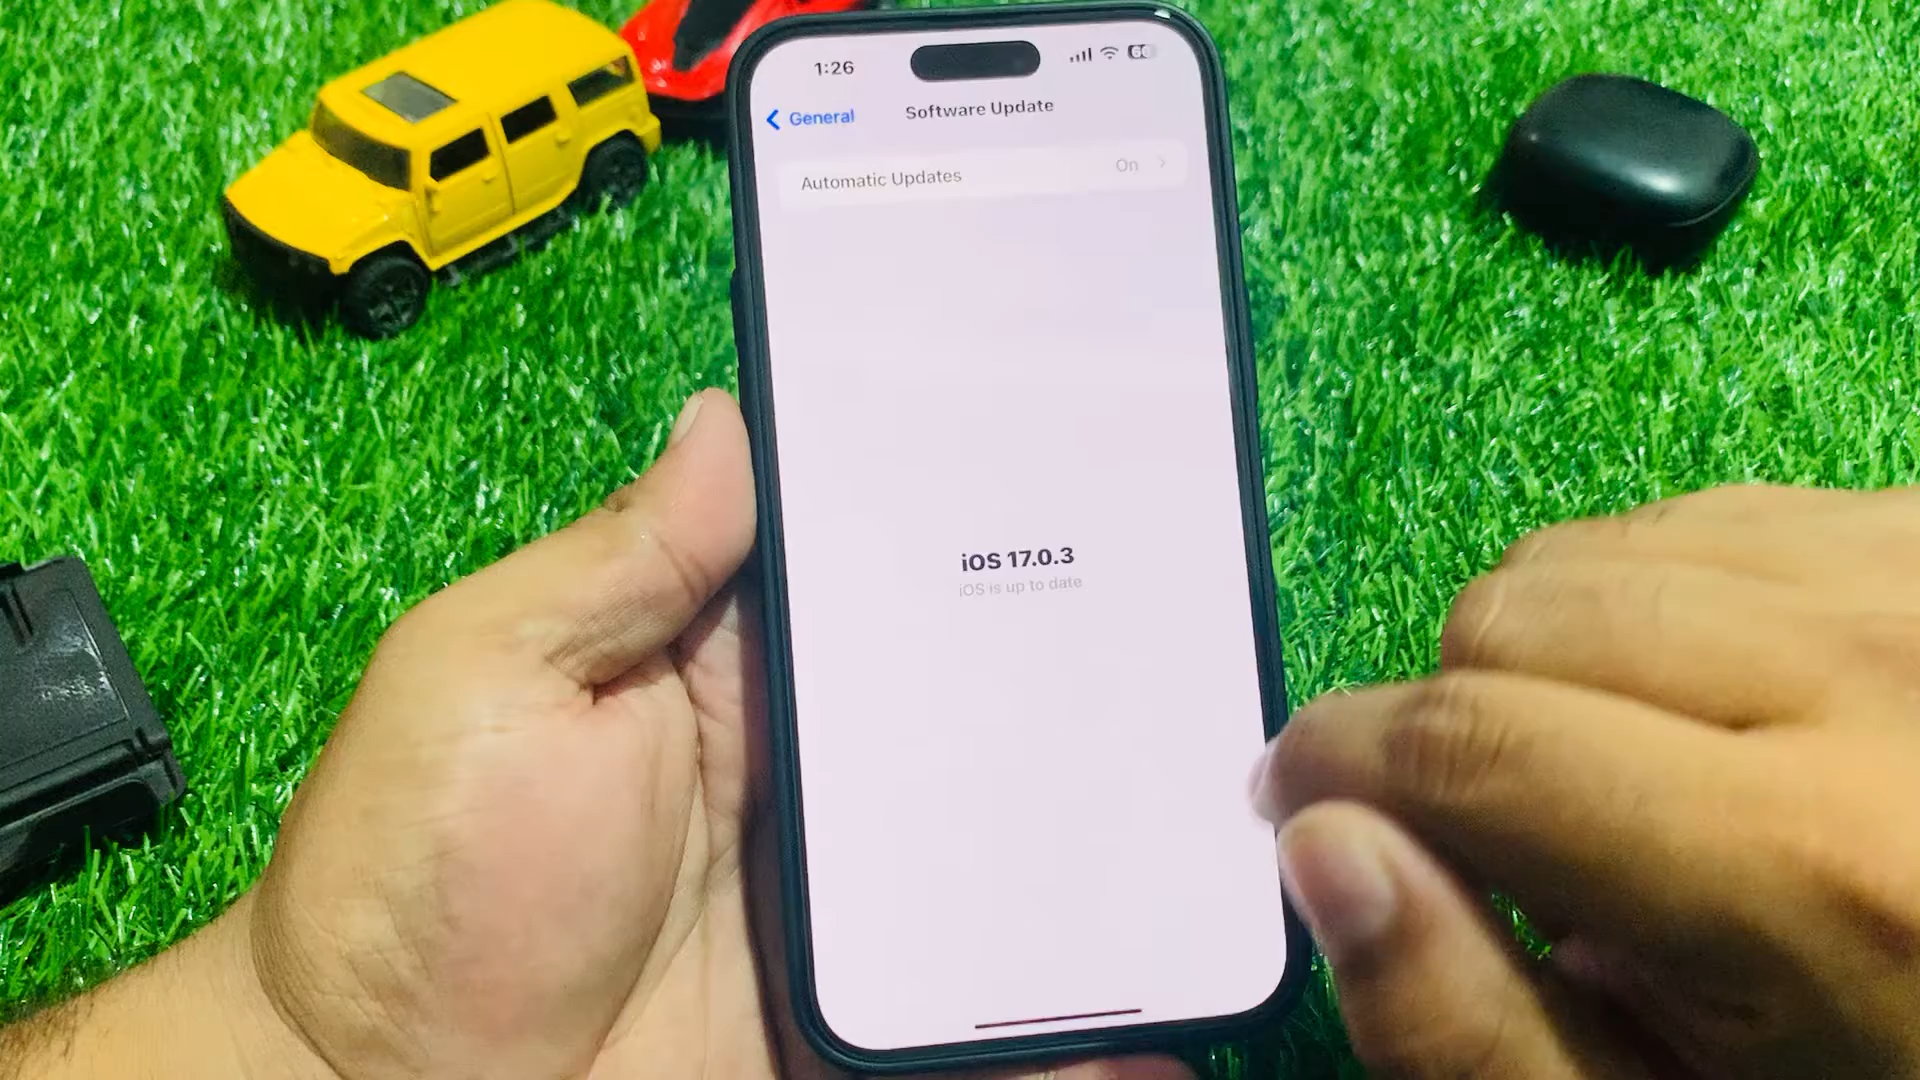 1:26
General
Software Update
Automatic Updates
On
iOS 17.0.3
iOS is up to date